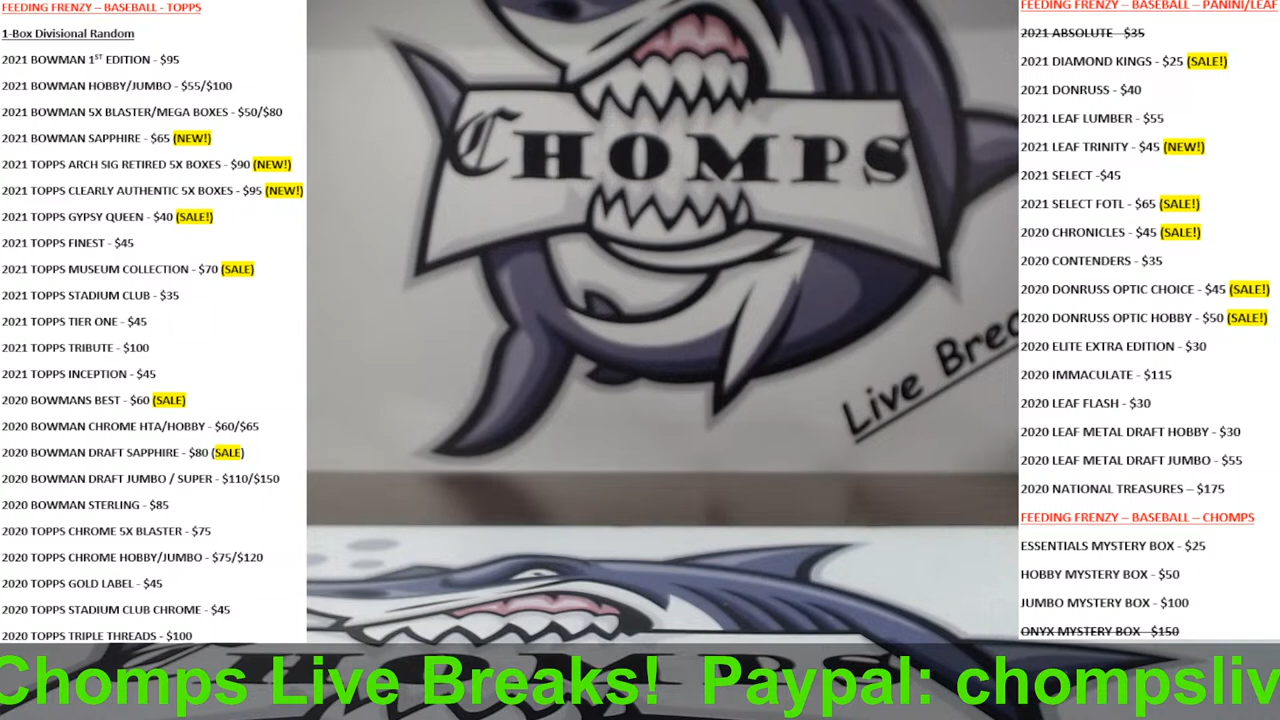 FEEDING FRENZY – BASEBALL - TOPPS
1-Box Divisional Random
2021 BOWMAN 1ST EDITION - $95
2021 BOWMAN HOBBY/JUMBO - $55/$100
2021 BOWMAN 5X BLASTER/MEGA BOXES - $50/$80
2021 BOWMAN SAPPHIRE - $65 (NEW!)
2021 TOPPS ARCH SIG RETIRED 5X BOXES - $90 (NEW!)
2021 TOPPS CLEARLY AUTHENTIC 5X BOXES - $95 (NEW!)
2021 TOPPS GYPSY QUEEN - $40 (SALE!)
2021 TOPPS FINEST - $45
2021 TOPPS MUSEUM COLLECTION - $70 (SALE)
2021 TOPPS STADIUM CLUB - $35
2021 TOPPS TIER ONE - $45
2021 TOPPS TRIBUTE - $100
2021 TOPPS INCEPTION - $45
2020 BOWMANS BEST - $60 (SALE)
2020 BOWMAN CHROME HTA/HOBBY - $60/$65
2020 BOWMAN DRAFT SAPPHIRE - $80 (SALE)
2020 BOWMAN DRAFT JUMBO / SUPER - $110/$150
2020 BOWMAN STERLING - $85
2020 TOPPS CHROME 5X BLASTER - $75
2020 TOPPS CHROME HOBBY/JUMBO - $75/$120
2020 TOPPS GOLD LABEL - $45
2020 TOPPS STADIUM CLUB CHROME - $45
2020 TOPPS TRIPLE THREADS - $100
CHOMPS
Live Brea
FEEDING FRENZY – BASEBALL – PANINI/LEAF
2021 ABSOLUTE - $35
2021 DIAMOND KINGS - $25 (SALE!)
2021 DONRUSS - $40
2021 LEAF LUMBER - $55
2021 LEAF TRINITY - $45 (NEW!)
2021 SELECT -$45
2021 SELECT FOTL - $65 (SALE!)
2020 CHRONICLES - $45 (SALE!)
2020 CONTENDERS - $35
2020 DONRUSS OPTIC CHOICE - $45 (SALE!)
2020 DONRUSS OPTIC HOBBY - $50 (SALE!)
2020 ELITE EXTRA EDITION - $30
2020 IMMACULATE - $115
2020 LEAF FLASH - $30
2020 LEAF METAL DRAFT HOBBY - $30
2020 LEAF METAL DRAFT JUMBO - $55
2020 NATIONAL TREASURES – $175
FEEDING FRENZY – BASEBALL – CHOMPS
ESSENTIALS MYSTERY BOX - $25
HOBBY MYSTERY BOX - $50
JUMBO MYSTERY BOX - $100
ONYX MYSTERY BOX - $150
Chomps Live Breaks! Paypal: chompsliv